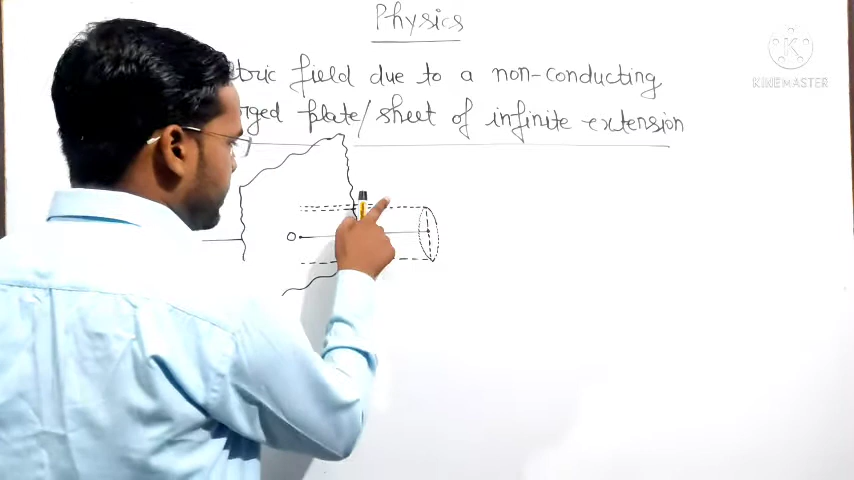 Physics
tric field due to a non-conducting
rged plate/sheet of infinite extension
O
KINEMASTER